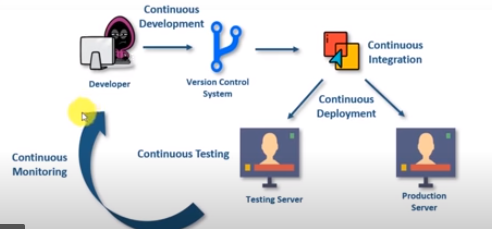 Continuous
Development
Developer
Version Control
System
Continuous
Integration
Continuous
Deployment
Continuous
Monitoring
Continuous Testing
Testing Server
Production
Server